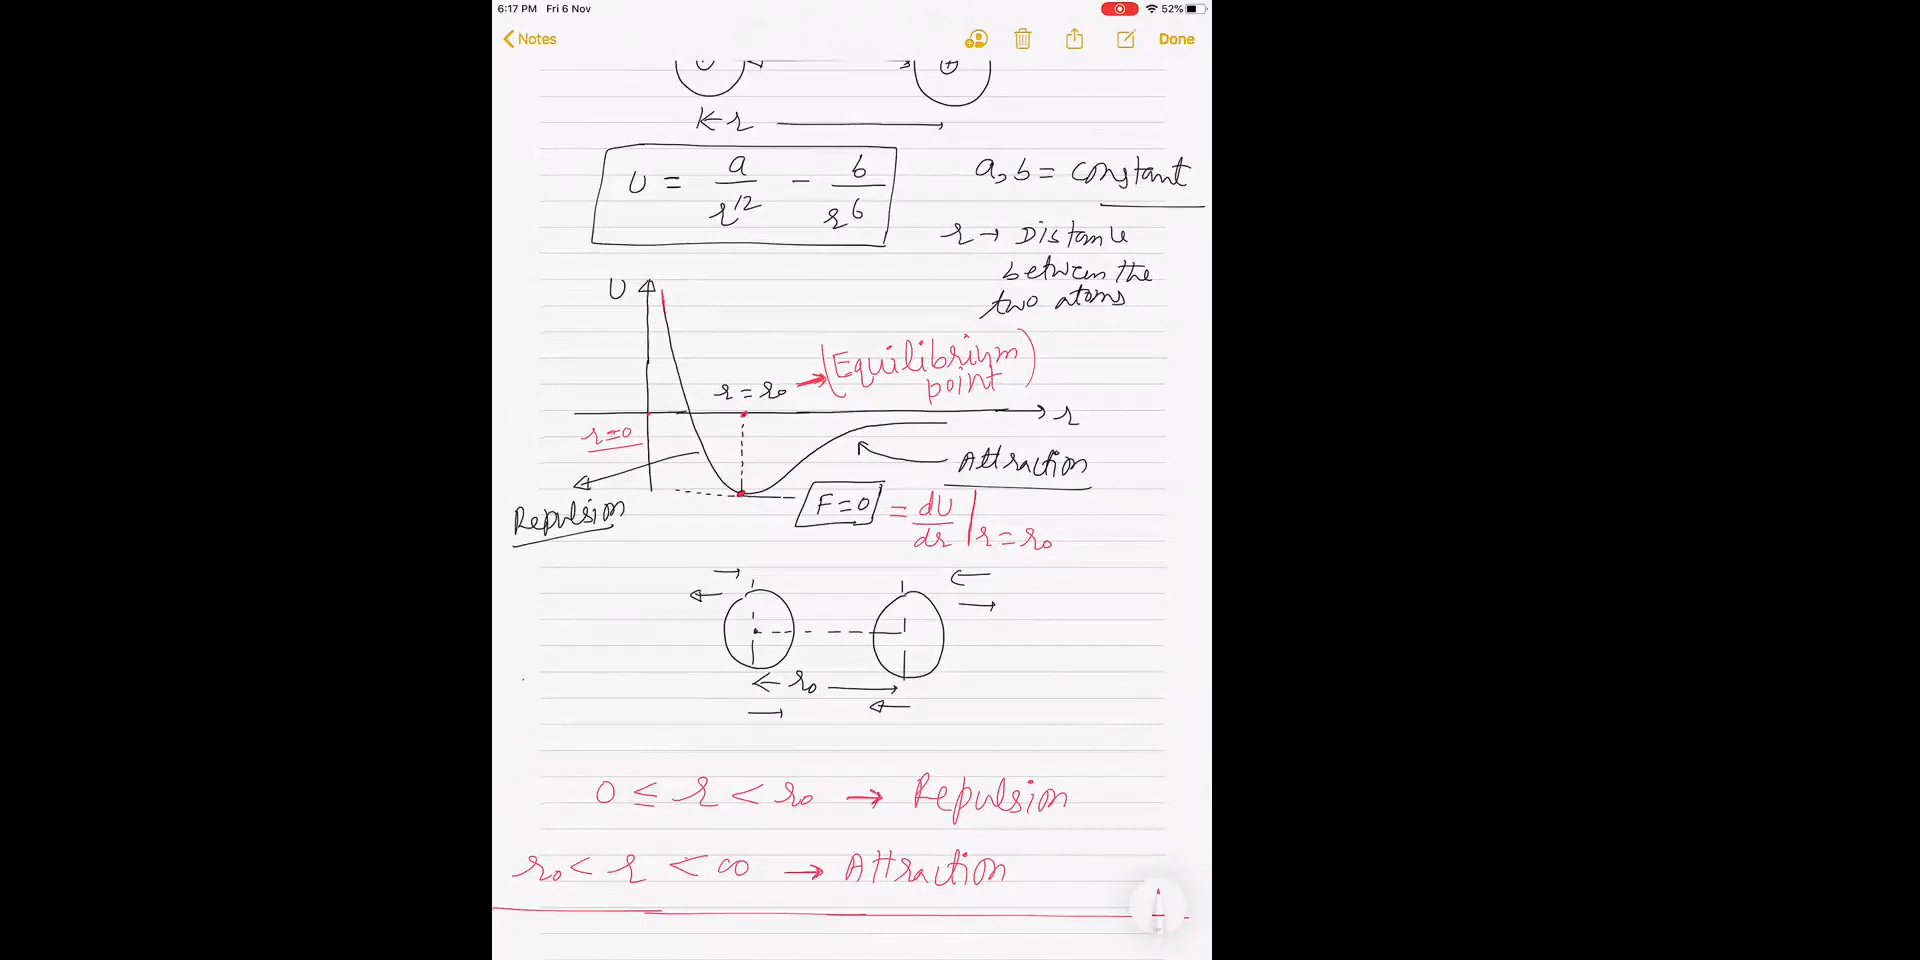 6:17 PM Fri 6 Nov
52%
Notes
Done
r
U = a/r^12 - b/r^6
a, b = constant
r → Distance
between the
two atoms
U
r = r₀ → (Equilibrium
point)
r
r=0
Attraction
Repulsion
F=0 = dU/dr | r = r₀
r₀
0 ≤ r < r₀ → Repulsion
r₀ < r < ∞ → Attraction